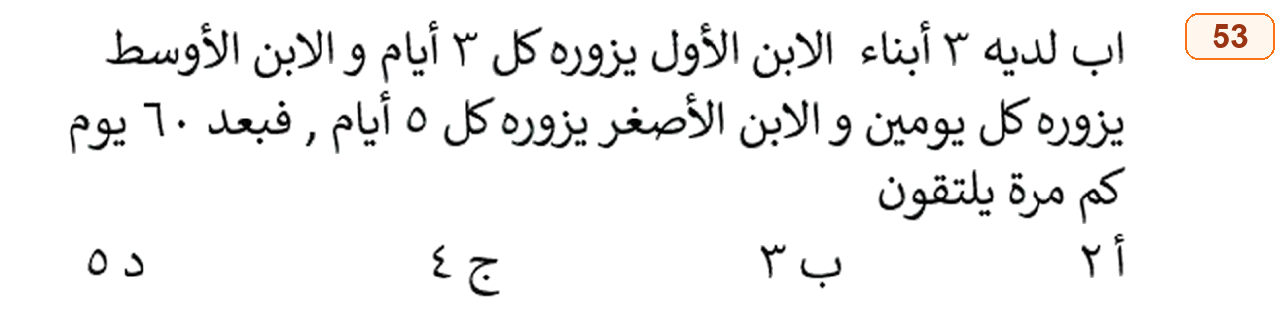 53
اب لديه ٣ أبناء الابن الأول يزوره كل ٣ أيام و الابن الأوسط
يزوره كل يومين و الابن الأصغر يزوره كل ٥ أيام , فبعد ٦٠ يوم
كم مرة يلتقون
أ ٢ ب ٣ ج ٤ د ٥